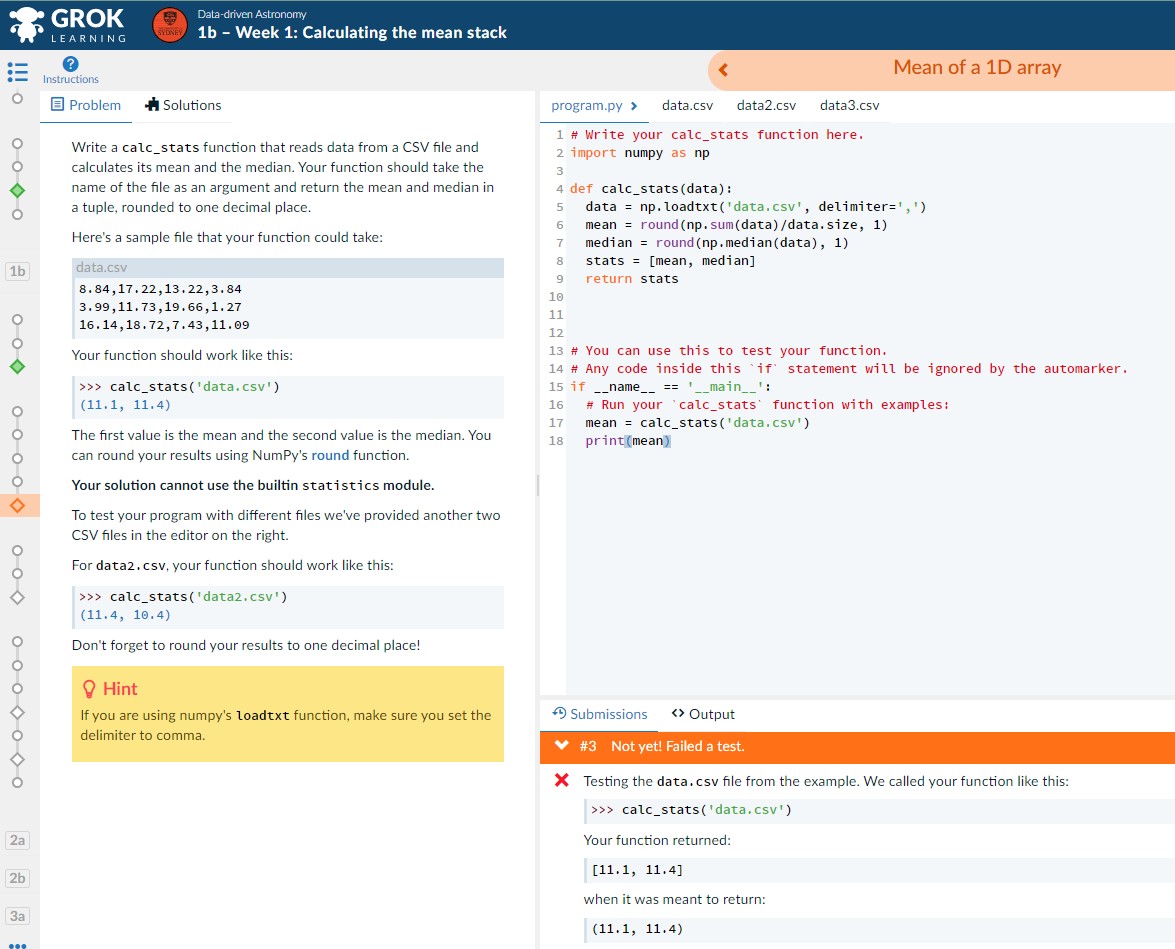 GROK
LEARNING
SYDNEY
Data-driven Astronomy
1b – Week 1: Calculating the mean stack
Instructions
Mean of a 1D array
1b
2a
2b
3a
Problem
Solutions
Write a calc_stats function that reads data from a CSV file and
calculates its mean and the median. Your function should take the
name of the file as an argument and return the mean and median in
a tuple, rounded to one decimal place.
Here's a sample file that your function could take:
data.csv
8.84,17.22,13.22,3.84
3.99,11.73,19.66,1.27
16.14,18.72,7.43,11.09
Your function should work like this:
>>> calc_stats('data.csv')
(11.1, 11.4)
The first value is the mean and the second value is the median. You
can round your results using NumPy's round function.
Your solution cannot use the builtin statistics module.
To test your program with different files we've provided another two
CSV files in the editor on the right.
For data2.csv, your function should work like this:
>>> calc_stats('data2.csv')
(11.4, 10.4)
Don't forget to round your results to one decimal place!
Hint
If you are using numpy's loadtxt function, make sure you set the
delimiter to comma.
program.py
data.csv
data2.csv
data3.csv
1 # Write your calc_stats function here.
2 import numpy as np
3
4 def calc_stats(data):
5   data = np.loadtxt('data.csv', delimiter=',')
6   mean = round(np.sum(data)/data.size, 1)
7   median = round(np.median(data), 1)
8   stats = [mean, median]
9   return stats
10
11
12
13 # You can use this to test your function.
14 # Any code inside this `if` statement will be ignored by the automarker.
15 if __name__ == '__main__':
16   # Run your `calc_stats` function with examples:
17   mean = calc_stats('data.csv')
18   print(mean)
Submissions
<> Output
#3 Not yet! Failed a test.
Testing the data.csv file from the example. We called your function like this:
>>> calc_stats('data.csv')
Your function returned:
[11.1, 11.4]
when it was meant to return:
(11.1, 11.4)